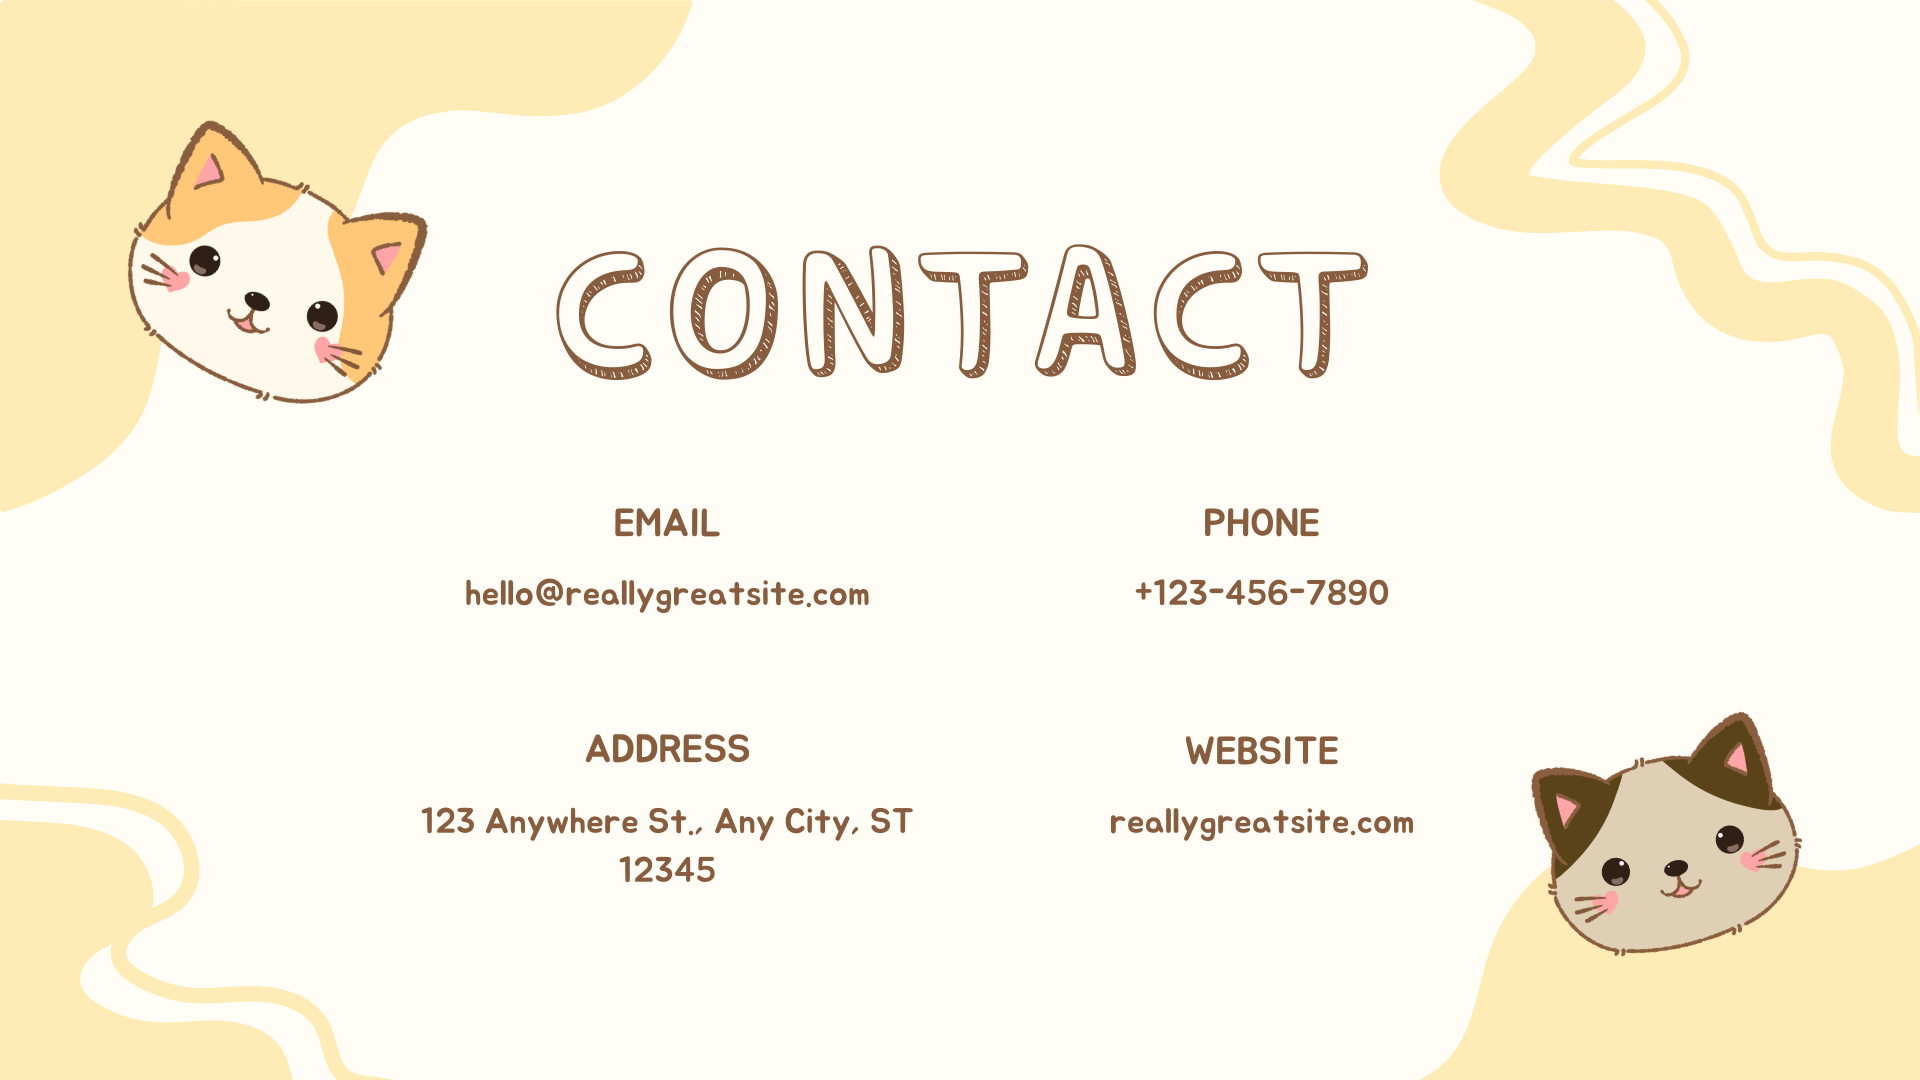 CONTACT
EMAIL
hello@reallygreatsite.com
PHONE
+123-456-7890
ADDRESS
123 Anywhere St., Any City, ST
12345
WEBSITE
reallygreatsite.com